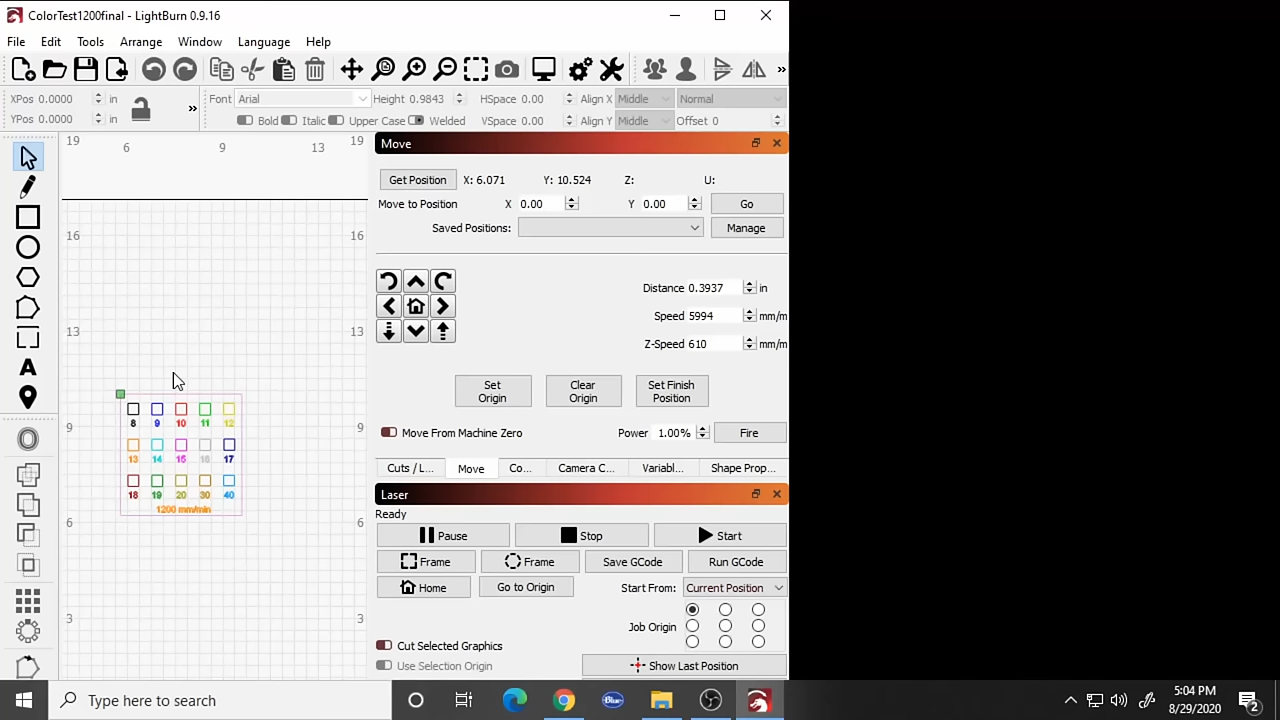 ColorTest1200final - LightBurn 0.9.16
File Edit Tools Arrange Window Language Help
XPos 0.0000 in Font Arial Height 0.9843 HSpace 0.00 Align X Middle Normal
YPos 0.0000 in Bold Italic Upper Case Welded VSpace 0.00 Align Y Middle Offset 0
19 6 9 13 19
16 16
13 13
9 9
6 6
3 3
8 9 10 11 12
13 14 15 16 17
18 19 20 30 40
1200 mm/min
Move
Get Position X: 6.071 Y: 10.524 Z: U:
Move to Position X 0.00 Y 0.00 Go
Saved Positions: Manage
Distance 0.3937 in
Speed 5994 mm/m
Z-Speed 610 mm/m
Set Origin Clear Origin Set Finish Position
Move From Machine Zero Power 1.00% Fire
Cuts / L... Move Co... Camera C... Variabl... Shape Prop...
Laser
Ready
Pause Stop Start
Frame Frame Save GCode Run GCode
Home Go to Origin Start From: Current Position
Job Origin
Cut Selected Graphics
Use Selection Origin Show Last Position
Type here to search Blue 5:04 PM
8/29/2020 2